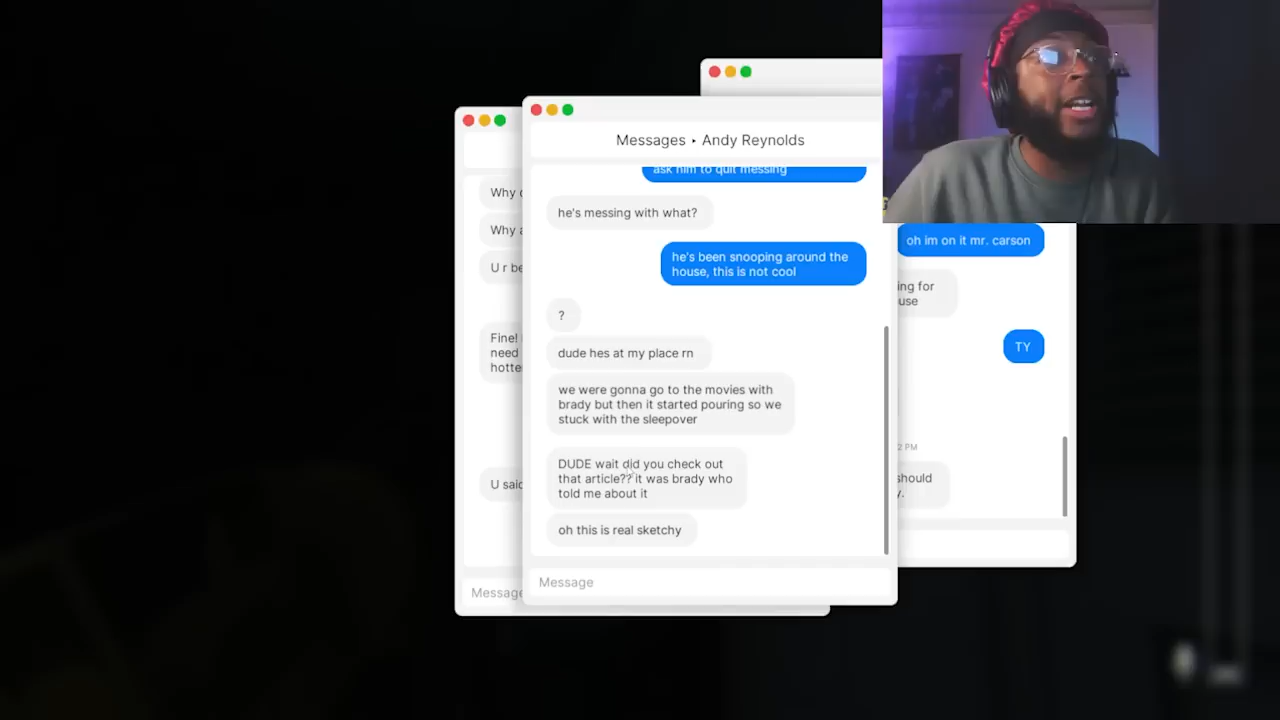 Messages ▸ Andy Reynolds
ask him to quit messing
he's messing with what?
he's been snooping around the
house, this is not cool
?
dude hes at my place rn
we were gonna go to the movies with
brady but then it started pouring so we
stuck with the sleepover
DUDE wait did you check out
that article?? it was brady who
told me about it
oh this is real sketchy
Message
Why
Why
U r
Fine!
need
hotte
U said
Message
oh im on it mr. carson
ing for
use
TY
2 PM
should
y.